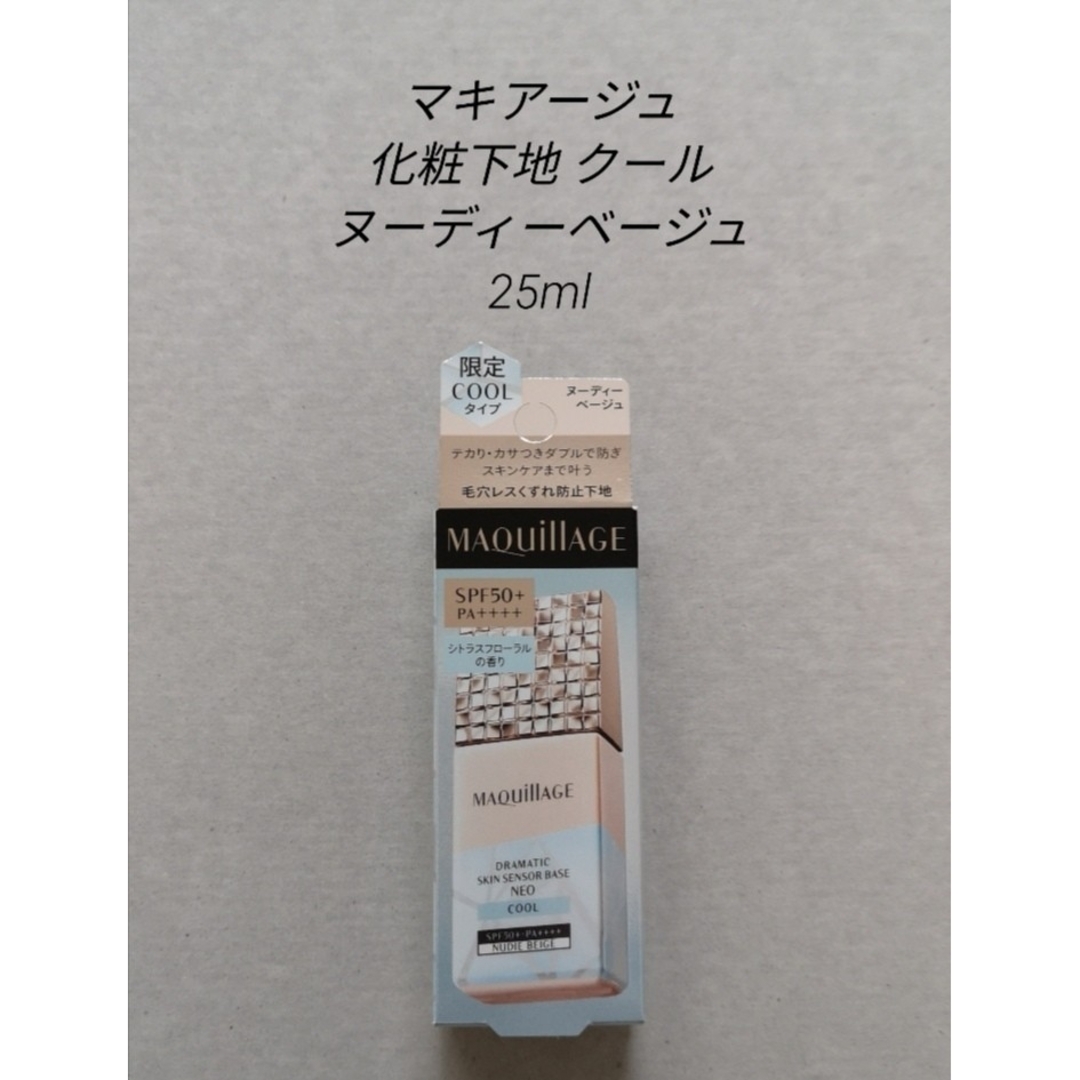 マキアージュ
化粧下地 クール
ヌーディーベージュ
25ml
限定
COOL
タイプ
ヌーディー
ベージュ
テカリ・カサつきダブルで防ぎ
スキンケアまで叶う
毛穴レスくずれ防止下地
MAQuillAGE
SPF50+
PA++++
シトラスフローラル
の香り
MAQuillAGE
DRAMATIC
SKIN SENSOR BASE
NEO
COOL
SPF50+・PA++++
NUDIE BEIGE